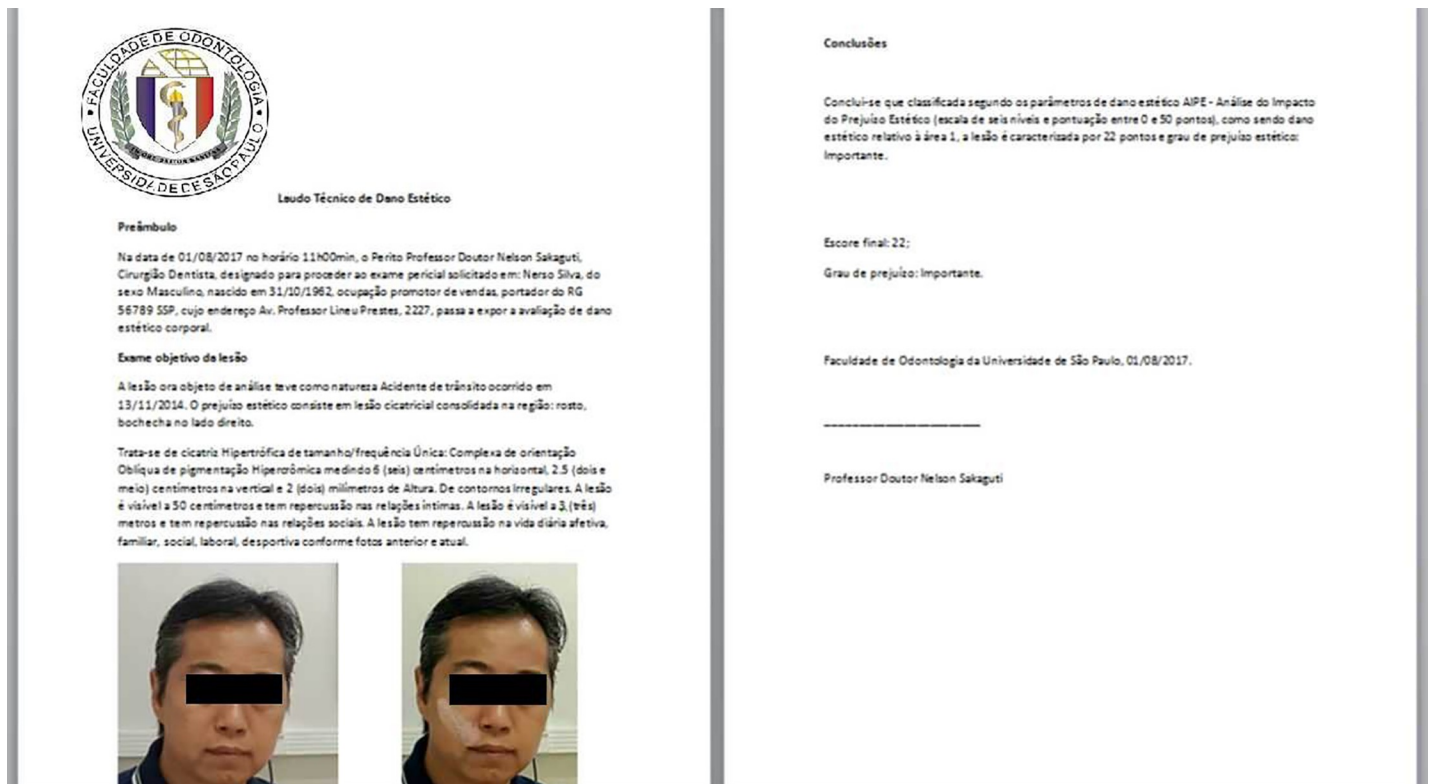 FACULDADE DE ODONTOLOGIA
UNIVERSIDADE DE SÃO PAULO
Laudo Técnico de Dano Estético
Preâmbulo
Na data de 01/08/2017 no horário 11h00min, o Perito Professor Doutor Nelson Sakaguti,
Cirurgião Dentista, designado para proceder ao exame pericial solicitado em: Nerso Silva, do
sexo Masculino, nascido em 31/10/1962, ocupação promotor de vendas, portador do RG
56789 SSP, cujo endereço Av. Professor Lineu Prestes, 2227, passa a expor a avaliação de dano
estético corporal.
Exame objetivo da lesão
A lesão ora objeto de análise teve como natureza Acidente de trânsito ocorrido em
13/11/2014. O prejuízo estético consiste em lesão cicatricial consolidada na região: rosto,
bochecha no lado direito.
Trata-se de cicatriz Hipertrófica de tamanho/frequência Única: Complexa de orientação
Oblíqua de pigmentação Hipercrômica medindo 6 (seis) centímetros na horizontal, 2.5 (dois e
meio) centímetros na vertical e 2 (dois) milímetros de Altura. De contornos Irregulares. A lesão
é visível a 50 centímetros e tem repercussão nas relações íntimas. A lesão é visível a 3 (três)
metros e tem repercussão nas relações sociais. A lesão tem repercussão na vida diária afetiva,
familiar, social, laboral, desportiva conforme fotos anterior e atual.
Conclusões
Conclui-se que classificada segundo os parâmetros de dano estético AIPE - Análise do Impacto
do Prejuízo Estético (escala de seis níveis e pontuação entre 0 e 50 pontos), como sendo dano
estético relativo à área 1, a lesão é caracterizada por 22 pontos e grau de prejuízo estético:
Importante.
Escore final: 22;
Grau de prejuízo: Importante.
Faculdade de Odontologia da Universidade de São Paulo, 01/08/2017.
Professor Doutor Nelson Sakaguti